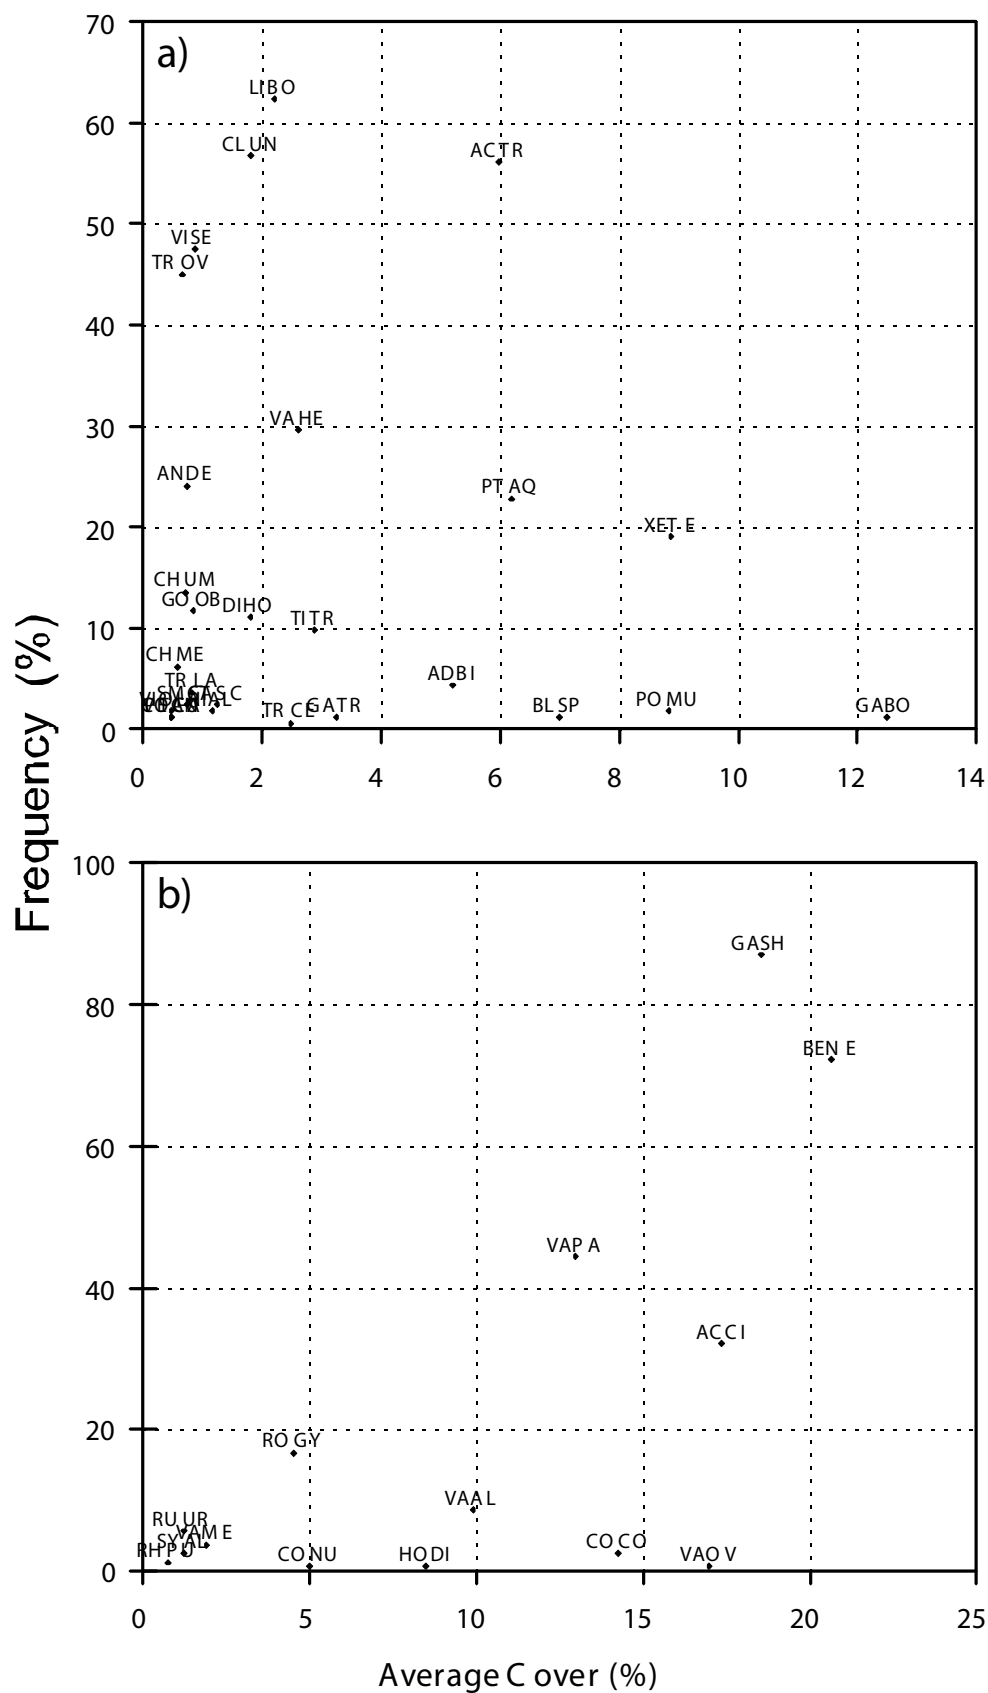 70
a)
LIBO
60
CLUN
ACTR
50
VISE
TROV
40
VAHE
30
ANDE
PTAQ
XETE
20
CHUM
GOOB
DIHO
TITR
10
CHME
ADBI
TRLA
TRCE
GATR
BLSP
POMU
GABO
0
0 2 4 6 8 10 12 14
Frequency (%)
100
b)
GASH
80
BENE
60
VAPA
40
ACCI
20
ROGY
VAAL
RUUR
VAME
SYAL
RHPU
CONU
HODI
COCO
VAOV
0
0 5 10 15 20 25
Average Cover (%)